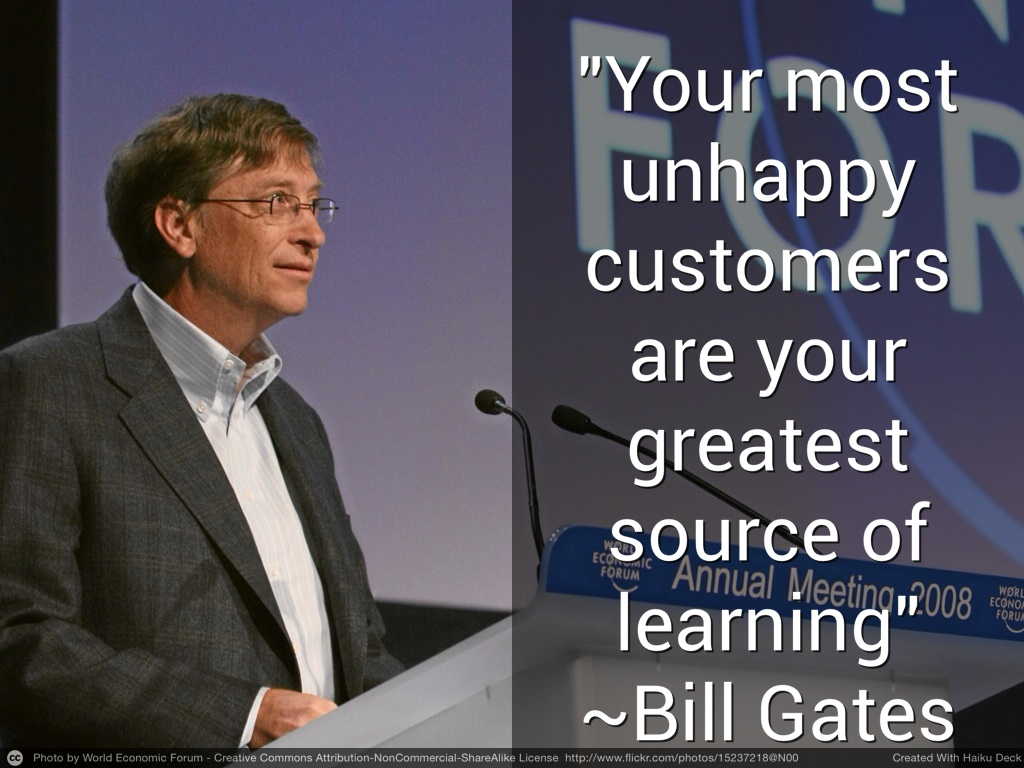 "Your most
unhappy
customers
are your
greatest
source of
learning"
~Bill Gates
FOR
WORLD
ECONOMIC
FORUM
Annual Meeting 2008
WORLD
ECONOMIC
FORUM
cc Photo by World Economic Forum - Creative Commons Attribution-NonCommercial-ShareAlike License http://www.flickr.com/photos/15237218@N00
Created With Haiku Deck